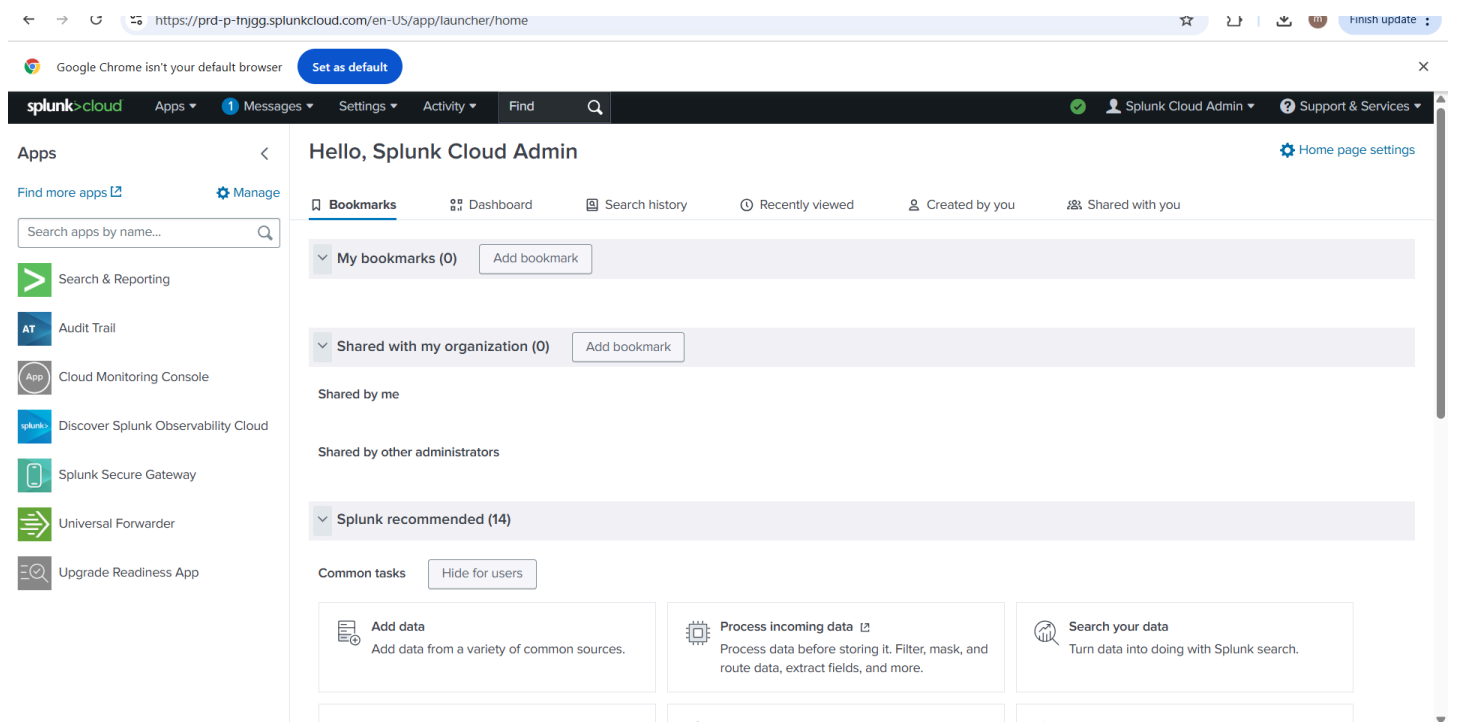 https://prd-p-fnjgg.splunkcloud.com/en-US/app/launcher/home
m
Finish update
Google Chrome isn't your default browser
Set as default
splunk>cloud
Apps
1
Messages
Settings
Activity
Find
Splunk Cloud Admin
? Support & Services
Apps
Find more apps
Manage
Search apps by name...
Search & Reporting
AT
Audit Trail
App
Cloud Monitoring Console
splunk>
Discover Splunk Observability Cloud
Splunk Secure Gateway
Universal Forwarder
Upgrade Readiness App
Hello, Splunk Cloud Admin
Home page settings
Bookmarks
Dashboard
Search history
Recently viewed
Created by you
Shared with you
My bookmarks (0)
Add bookmark
Shared with my organization (0)
Add bookmark
Shared by me
Shared by other administrators
Splunk recommended (14)
Common tasks
Hide for users
Add data
Add data from a variety of common sources.
Process incoming data
Process data before storing it. Filter, mask, and
route data, extract fields, and more.
Search your data
Turn data into doing with Splunk search.